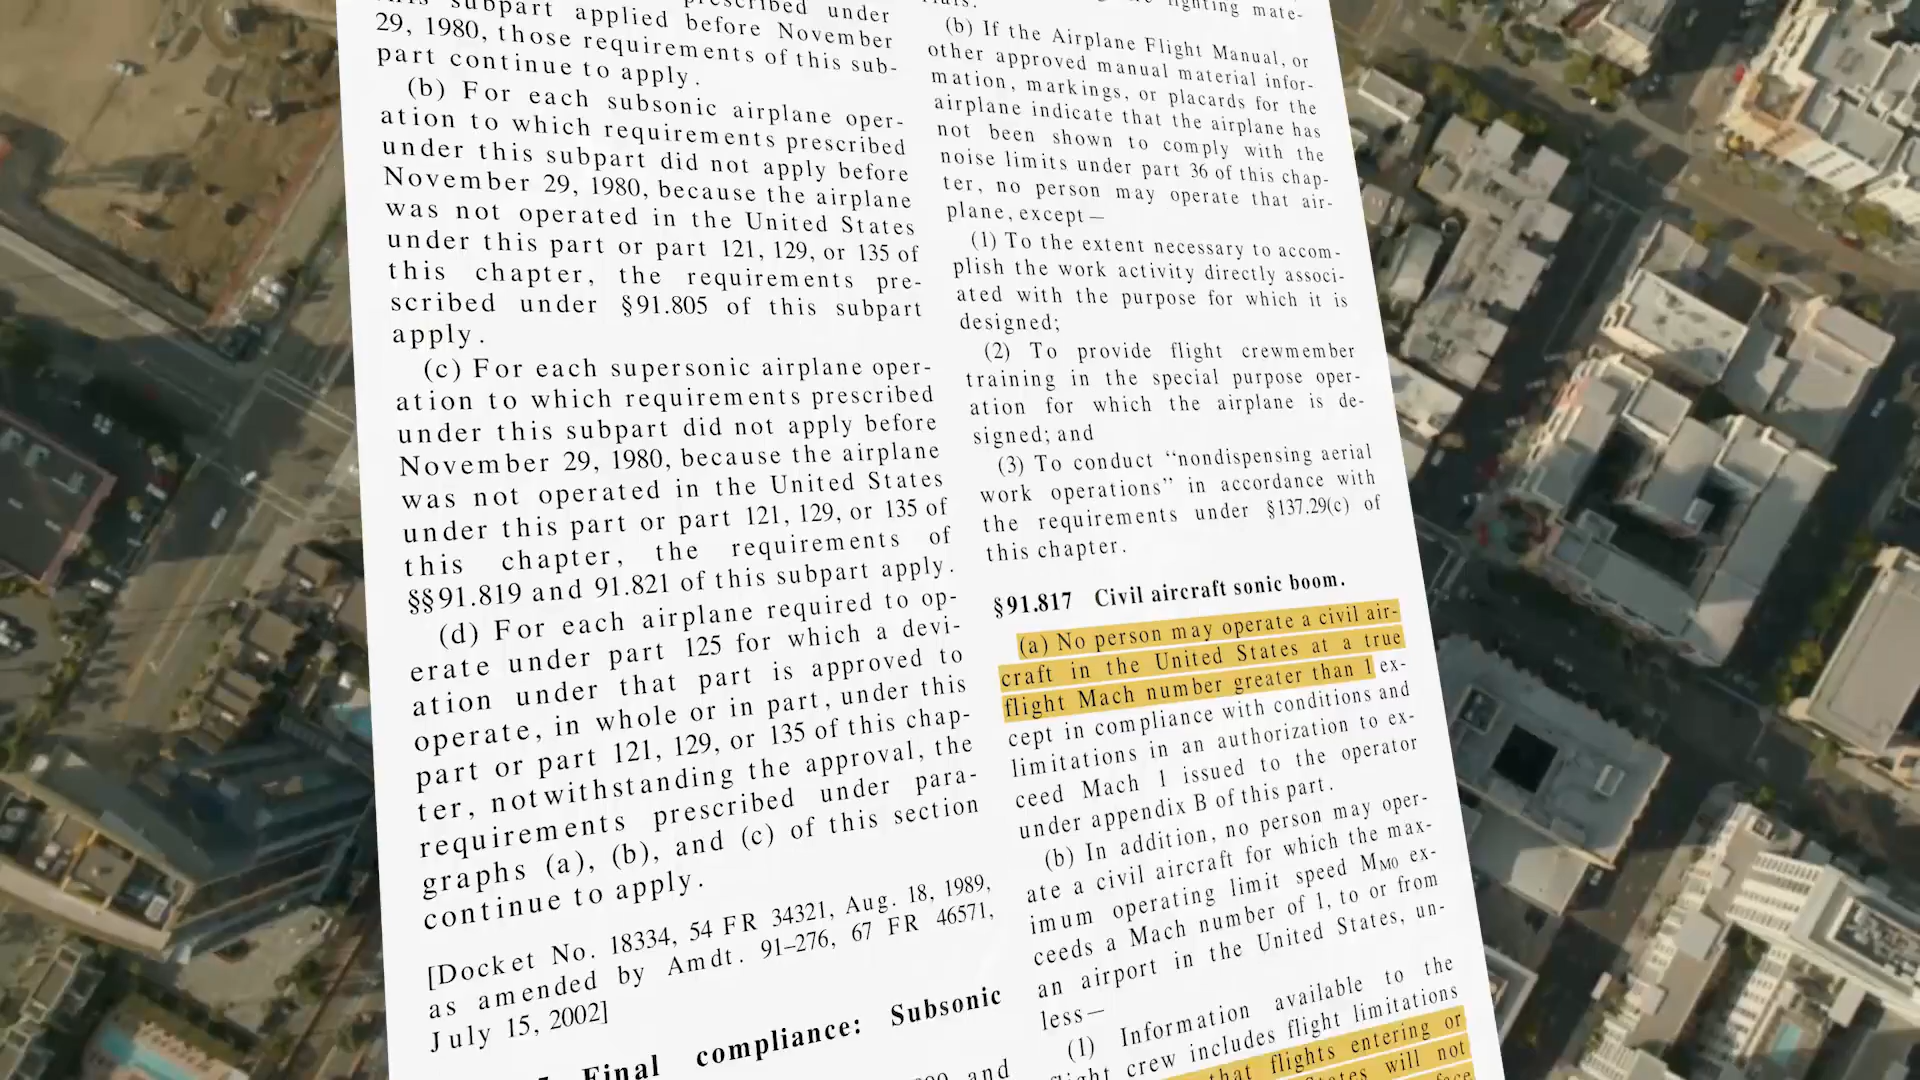 this subpart applied before November
29, 1980, those requirements of this sub-
part continue to apply.
(b) For each subsonic airplane oper-
ation to which requirements prescribed
under this subpart did not apply before
November 29, 1980, because the airplane
was not operated in the United States
under this part or part 121, 129, or 135 of
this chapter, the requirements pre-
scribed under §91.805 of this subpart
apply.
(c) For each supersonic airplane oper-
ation to which requirements prescribed
under this subpart did not apply before
November 29, 1980, because the airplane
was not operated in the United States
under this part or part 121, 129, or 135 of
this chapter, the requirements of
§§91.819 and 91.821 of this subpart apply.
(d) For each airplane required to op-
erate under part 125 for which a devi-
ation under that part is approved to
operate, in whole or in part, under this
part or part 121, 129, or 135 of this chap-
ter, notwithstanding the approval, the
requirements prescribed under para-
graphs (a), (b), and (c) of this section
continue to apply.
[Docket No. 18334, 54 FR 34321, Aug. 18, 1989,
as amended by Amdt. 91–276, 67 FR 46571,
July 15, 2002]
Final compliance: Subsonic
and
(b) If the Airplane Flight Manual, or
other approved manual material infor-
mation, markings, or placards for the
airplane indicate that the airplane has
not been shown to comply with the
noise limits under part 36 of this chap-
ter, no person may operate that air-
plane, except—
(1) To the extent necessary to accom-
plish the work activity directly associ-
ated with the purpose for which it is
designed;
(2) To provide flight crewmember
training in the special purpose oper-
ation for which the airplane is de-
signed; and
(3) To conduct “nondispensing aerial
work operations” in accordance with
the requirements under §137.29(c) of
this chapter.
§91.817 Civil aircraft sonic boom.
(a) No person may operate a civil air-
craft in the United States at a true
flight Mach number greater than 1 ex-
cept in compliance with conditions and
limitations in an authorization to ex-
ceed Mach 1 issued to the operator
under appendix B of this part.
(b) In addition, no person may oper-
ate a civil aircraft for which the max-
imum operating limit speed MM0 ex-
ceeds a Mach number of 1, to or from
an airport in the United States, un-
less—
(1) Information available to the
flight crew includes flight limitations
that flights entering or
States will not